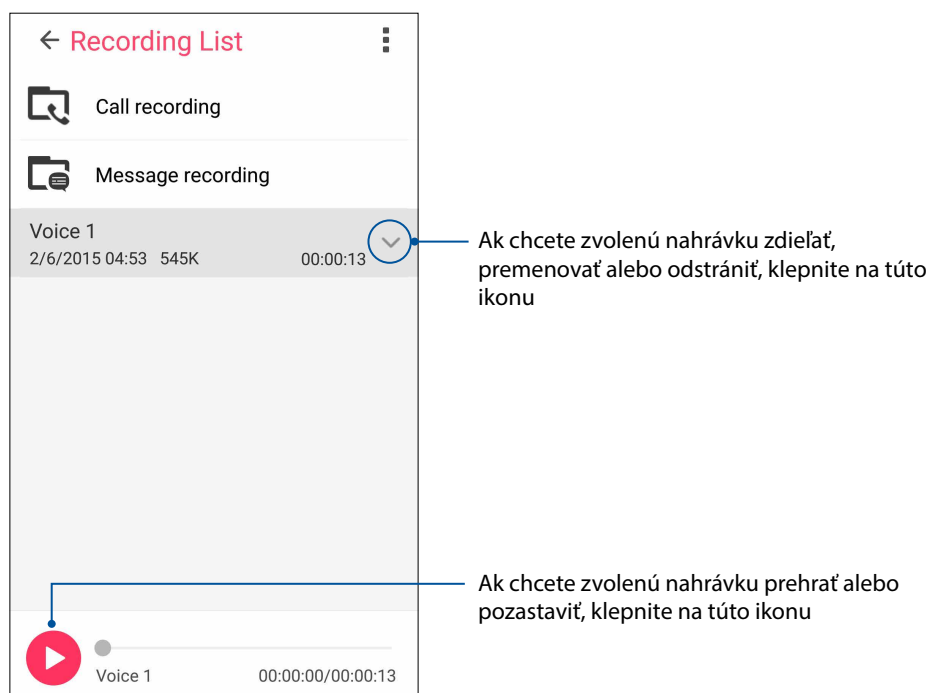 Recording List
Call recording
Message recording
Voice 1
2/6/2015 04:53 545K 00:00:13
Ak chcete zvolenú nahrávku zdieľať,
premenovať alebo odstrániť, klepnite na túto
ikonu
Ak chcete zvolenú nahrávku prehrať alebo
pozastaviť, klepnite na túto ikonu
Voice 1 00:00:00/00:00:13